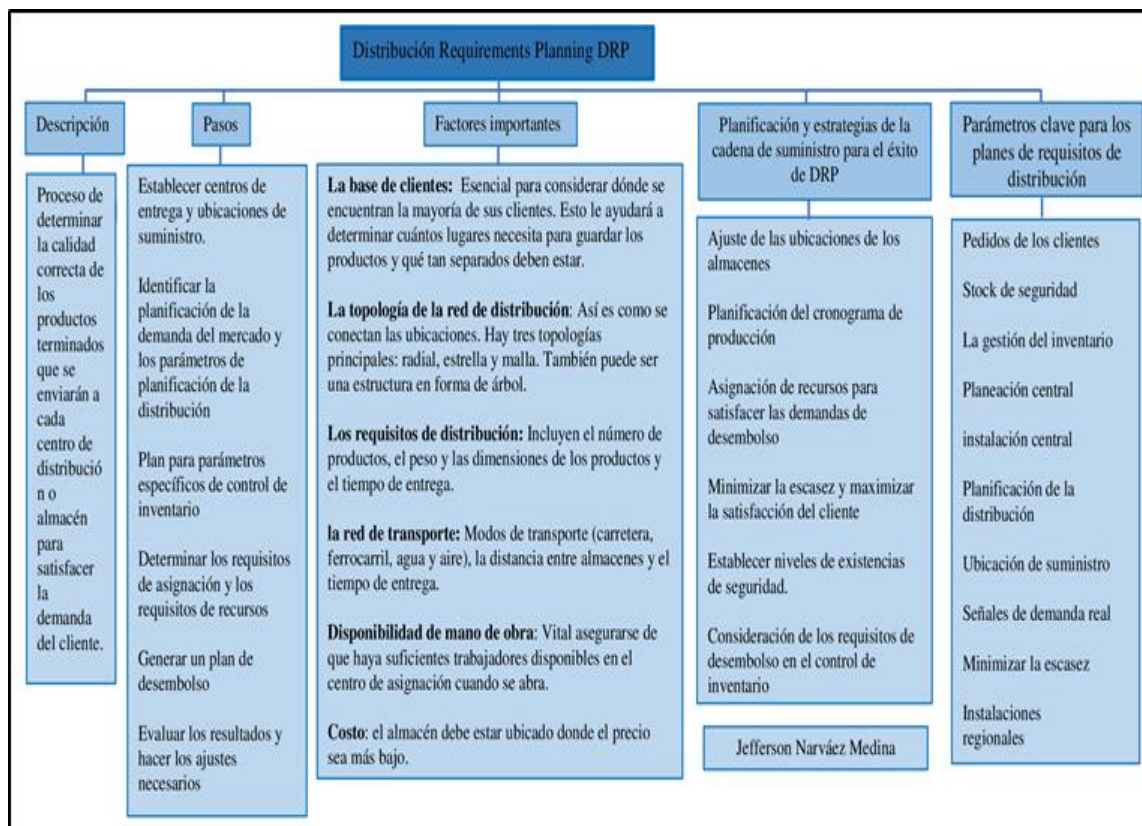 Distribución Requirements Planning DRP
Descripción
Proceso de
determinar
la calidad
correcta de
los
productos
terminados
que se
enviarán a
cada
centro de
distribució
n o
almacén
para
satisfacer
la
demanda
del cliente.
Pasos
Establecer centros de
entrega y ubicaciones de
suministro.
Identificar la
planificación de la
demanda del mercado y
los parámetros de
planificación de la
distribución
Plan para parámetros
específicos de control de
inventario
Determinar los requisitos
de asignación y los
requisitos de recursos
Generar un plan de
desembolso
Evaluar los resultados y
hacer los ajustes
necesarios
Factores importantes
La base de clientes: Esencial para considerar dónde se
encuentran la mayoría de sus clientes. Esto le ayudará a
determinar cuántos lugares necesita para guardar los
productos y qué tan separados deben estar.
La topología de la red de distribución: Así es como se
conectan las ubicaciones. Hay tres topologías
principales: radial, estrella y malla. También puede ser
una estructura en forma de árbol.
Los requisitos de distribución: Incluyen el número de
productos, el peso y las dimensiones de los productos y
el tiempo de entrega.
la red de transporte: Modos de transporte (carretera,
ferrocarril, agua y aire), la distancia entre almacenes y el
tiempo de entrega.
Disponibilidad de mano de obra: Vital asegurarse de
que haya suficientes trabajadores disponibles en el
centro de asignación cuando se abra.
Costo: el almacén debe estar ubicado donde el precio
sea más bajo.
Planificación y estrategias de la
cadena de suministro para el éxito
de DRP
Ajuste de las ubicaciones de los
almacenes
Planificación del cronograma de
producción
Asignación de recursos para
satisfacer las demandas de
desembolso
Minimizar la escasez y maximizar
la satisfacción del cliente
Establecer niveles de existencias
de seguridad.
Consideración de los requisitos de
desembolso en el control de
inventario
Jefferson Narváez Medina
Parámetros clave para los
planes de requisitos de
distribución
Pedidos de los clientes
Stock de seguridad
La gestión del inventario
Planeación central
instalación central
Planificación de la
distribución
Ubicación de suministro
Señales de demanda real
Minimizar la escasez
Instalaciones
regionales